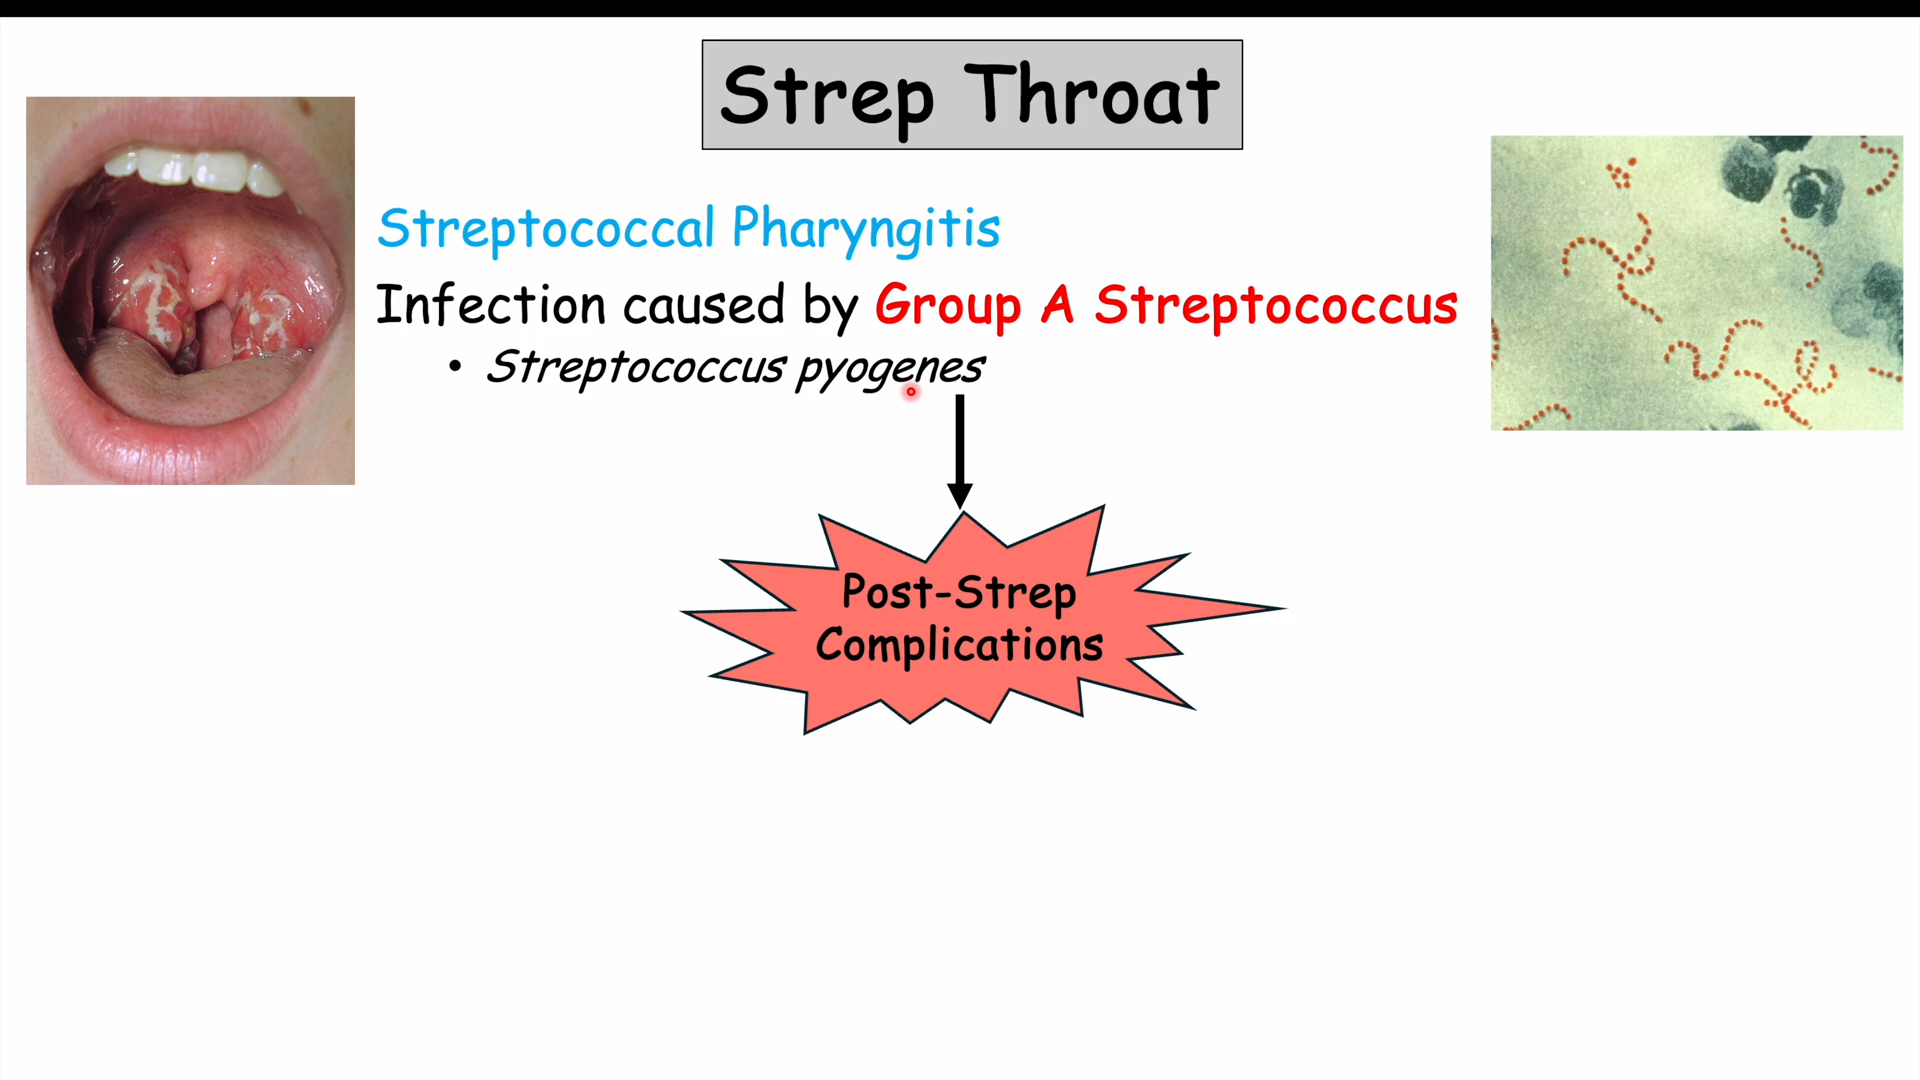 Strep Throat
Streptococcal Pharyngitis
Infection caused by Group A Streptococcus
• Streptococcus pyogenes
Post-Strep
Complications